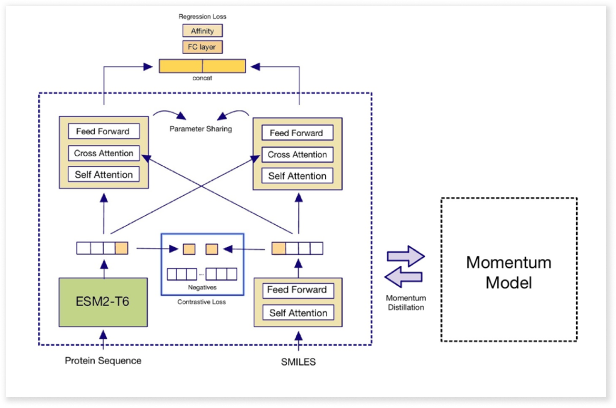 Regression Loss
Affinity
FC layer
concat
Feed Forward
Cross Attention
Self Attention
Parameter Sharing
Feed Forward
Cross Attention
Self Attention
Negatives
Contrastive Loss
ESM2-T6
Feed Forward
Self Attention
Protein Sequence
SMILES
Momentum
Distillation
Momentum
Model